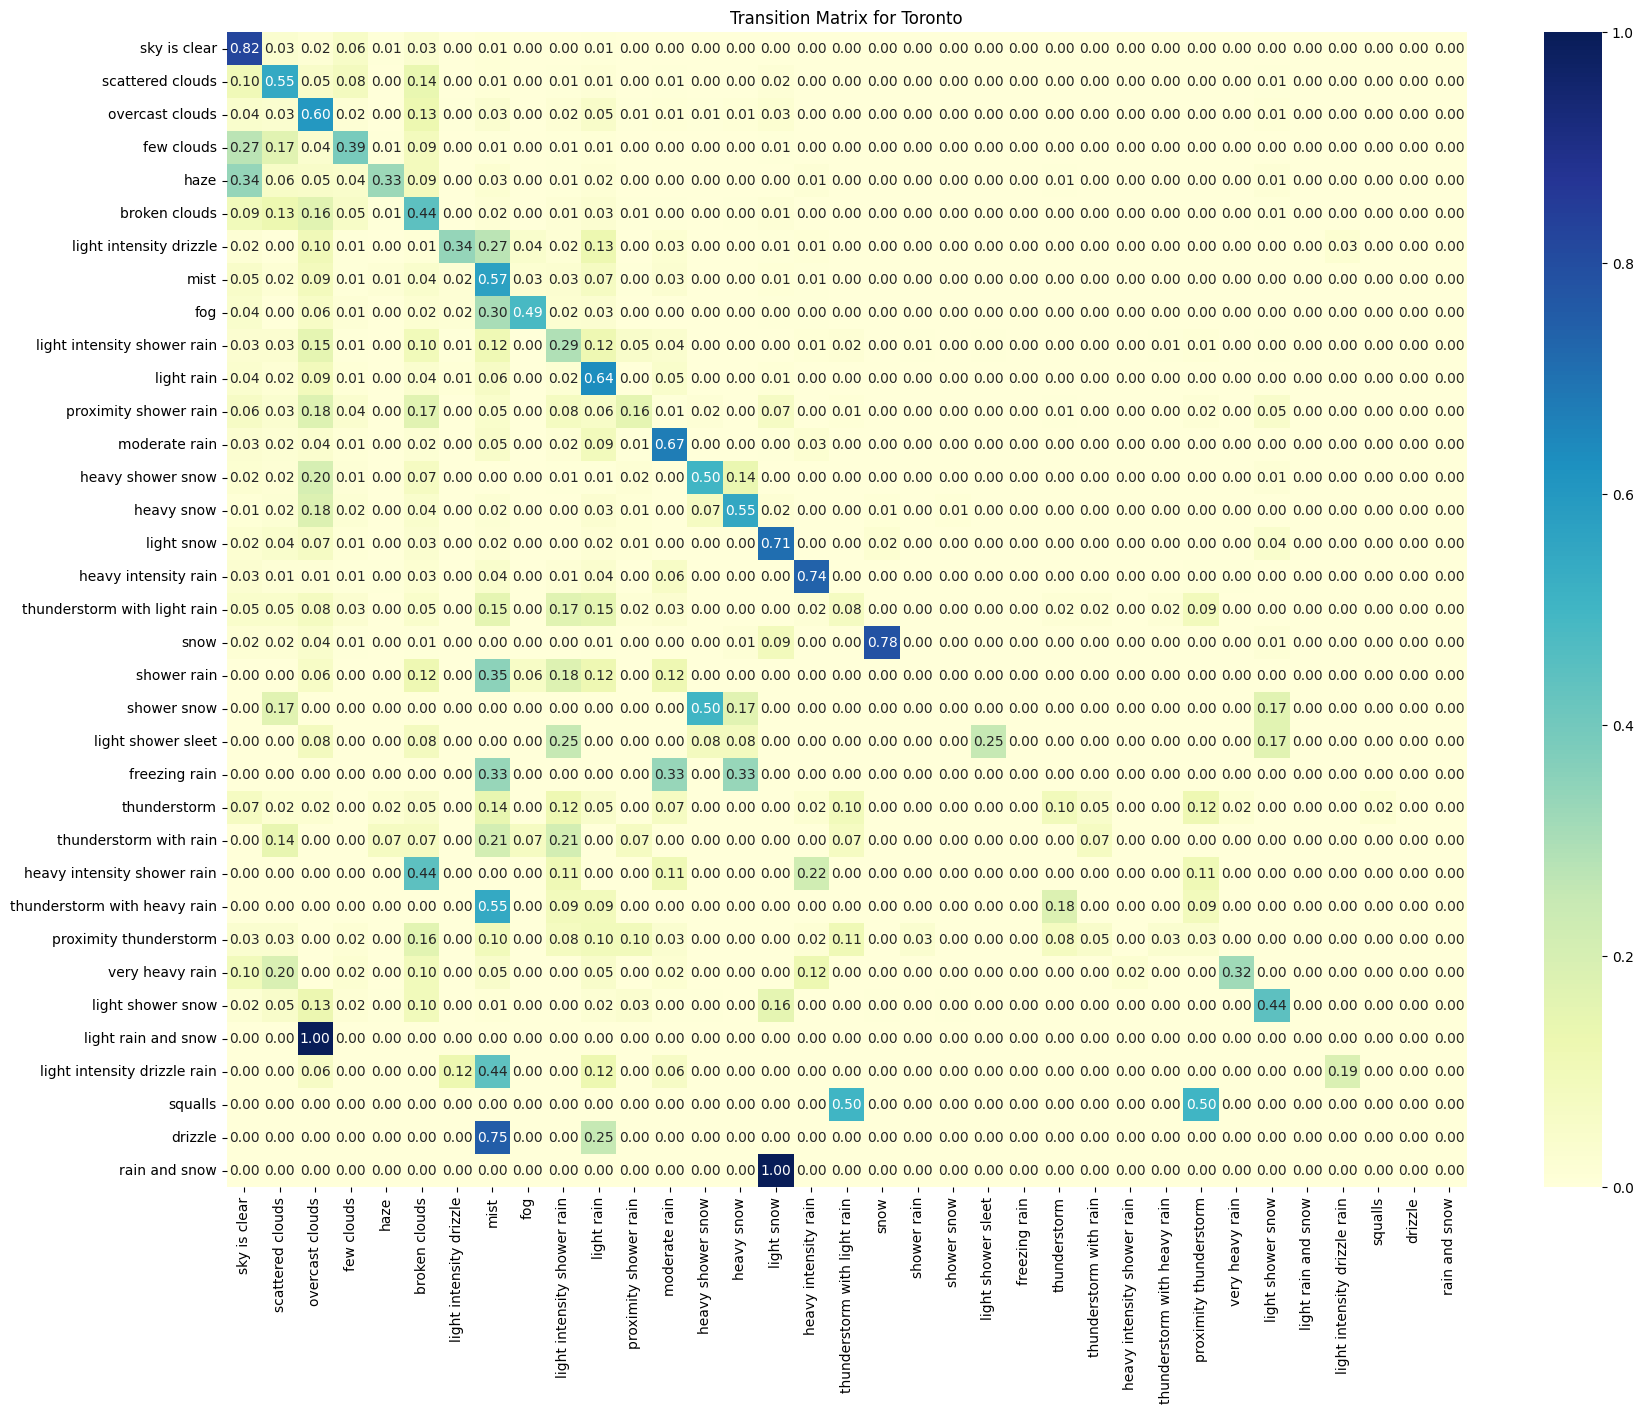 Transition Matrix for Toronto
sky is clear 0.82 0.03 0.02 0.06 0.01 0.03 0.00 0.01 0.00 0.00 0.01 0.00 0.00 0.00 0.00 0.00 0.00 0.00 0.00 0.00 0.00 0.00 0.00 0.00 0.00 0.00 0.00 0.00 0.00 0.00 0.00 0.00 0.00 0.00 0.00
scattered clouds 0.10 0.55 0.05 0.08 0.00 0.14 0.00 0.01 0.00 0.01 0.01 0.00 0.01 0.00 0.00 0.02 0.00 0.00 0.00 0.00 0.00 0.00 0.00 0.00 0.00 0.00 0.00 0.00 0.00 0.01 0.00 0.00 0.00 0.00 0.00
overcast clouds 0.04 0.03 0.60 0.02 0.00 0.13 0.00 0.03 0.00 0.02 0.05 0.01 0.01 0.01 0.01 0.03 0.00 0.00 0.00 0.00 0.00 0.00 0.00 0.00 0.00 0.00 0.00 0.00 0.00 0.01 0.00 0.00 0.00 0.00 0.00
few clouds 0.27 0.17 0.04 0.39 0.01 0.09 0.00 0.01 0.00 0.01 0.01 0.00 0.00 0.00 0.00 0.01 0.00 0.00 0.00 0.00 0.00 0.00 0.00 0.00 0.00 0.00 0.00 0.00 0.00 0.00 0.00 0.00 0.00 0.00 0.00
haze 0.34 0.06 0.05 0.04 0.33 0.09 0.00 0.03 0.00 0.01 0.02 0.00 0.00 0.00 0.00 0.00 0.01 0.00 0.00 0.00 0.00 0.00 0.00 0.01 0.00 0.00 0.00 0.00 0.00 0.01 0.00 0.00 0.00 0.00 0.00
broken clouds 0.09 0.13 0.16 0.05 0.01 0.44 0.00 0.02 0.00 0.01 0.03 0.01 0.00 0.00 0.00 0.01 0.00 0.00 0.00 0.00 0.00 0.00 0.00 0.00 0.00 0.00 0.00 0.00 0.00 0.01 0.00 0.00 0.00 0.00 0.00
light intensity drizzle 0.02 0.00 0.10 0.01 0.00 0.01 0.34 0.27 0.04 0.02 0.13 0.00 0.03 0.00 0.00 0.01 0.01 0.00 0.00 0.00 0.00 0.00 0.00 0.00 0.00 0.00 0.00 0.00 0.00 0.00 0.00 0.03 0.00 0.00 0.00
mist 0.05 0.02 0.09 0.01 0.01 0.04 0.02 0.57 0.03 0.03 0.07 0.00 0.03 0.00 0.00 0.01 0.01 0.00 0.00 0.00 0.00 0.00 0.00 0.00 0.00 0.00 0.00 0.00 0.00 0.00 0.00 0.00 0.00 0.00 0.00
fog 0.04 0.00 0.06 0.01 0.00 0.02 0.02 0.30 0.49 0.02 0.03 0.00 0.00 0.00 0.00 0.00 0.00 0.00 0.00 0.00 0.00 0.00 0.00 0.00 0.00 0.00 0.00 0.00 0.00 0.00 0.00 0.00 0.00 0.00 0.00
light intensity shower rain 0.03 0.03 0.15 0.01 0.00 0.10 0.01 0.12 0.00 0.29 0.12 0.05 0.04 0.00 0.00 0.00 0.01 0.02 0.00 0.01 0.00 0.00 0.00 0.00 0.00 0.00 0.01 0.01 0.00 0.00 0.00 0.00 0.00 0.00 0.00
light rain 0.04 0.02 0.09 0.01 0.00 0.04 0.01 0.06 0.00 0.02 0.64 0.00 0.05 0.00 0.00 0.01 0.00 0.00 0.00 0.00 0.00 0.00 0.00 0.00 0.00 0.00 0.00 0.00 0.00 0.00 0.00 0.00 0.00 0.00 0.00
proximity shower rain 0.06 0.03 0.18 0.04 0.00 0.17 0.00 0.05 0.00 0.08 0.06 0.16 0.01 0.02 0.00 0.07 0.00 0.01 0.00 0.00 0.00 0.00 0.00 0.01 0.00 0.00 0.00 0.02 0.00 0.05 0.00 0.00 0.00 0.00 0.00
moderate rain 0.03 0.02 0.04 0.01 0.00 0.02 0.00 0.05 0.00 0.02 0.09 0.01 0.67 0.00 0.00 0.00 0.03 0.00 0.00 0.00 0.00 0.00 0.00 0.00 0.00 0.00 0.00 0.00 0.00 0.00 0.00 0.00 0.00 0.00 0.00
heavy shower snow 0.02 0.02 0.20 0.01 0.00 0.07 0.00 0.00 0.00 0.01 0.01 0.02 0.00 0.50 0.14 0.00 0.00 0.00 0.00 0.00 0.00 0.00 0.00 0.00 0.00 0.00 0.00 0.00 0.00 0.01 0.00 0.00 0.00 0.00 0.00
heavy snow 0.01 0.02 0.18 0.02 0.00 0.04 0.00 0.02 0.00 0.00 0.03 0.01 0.00 0.07 0.55 0.02 0.00 0.00 0.01 0.00 0.01 0.00 0.00 0.00 0.00 0.00 0.00 0.00 0.00 0.00 0.00 0.00 0.00 0.00 0.00
light snow 0.02 0.04 0.07 0.01 0.00 0.03 0.00 0.02 0.00 0.00 0.02 0.01 0.00 0.00 0.00 0.71 0.00 0.00 0.02 0.00 0.00 0.00 0.00 0.00 0.00 0.00 0.00 0.00 0.00 0.04 0.00 0.00 0.00 0.00 0.00
heavy intensity rain 0.03 0.01 0.01 0.01 0.00 0.03 0.00 0.04 0.00 0.01 0.04 0.00 0.06 0.00 0.00 0.00 0.74 0.00 0.00 0.00 0.00 0.00 0.00 0.00 0.00 0.00 0.00 0.00 0.00 0.00 0.00 0.00 0.00 0.00 0.00
thunderstorm with light rain 0.05 0.05 0.08 0.03 0.00 0.05 0.00 0.15 0.00 0.17 0.15 0.02 0.03 0.00 0.00 0.00 0.02 0.08 0.00 0.00 0.00 0.00 0.00 0.02 0.02 0.00 0.02 0.09 0.00 0.00 0.00 0.00 0.00 0.00 0.00
snow 0.02 0.02 0.04 0.01 0.00 0.01 0.00 0.00 0.00 0.00 0.01 0.00 0.00 0.00 0.01 0.09 0.00 0.00 0.78 0.00 0.00 0.00 0.00 0.00 0.00 0.00 0.00 0.00 0.00 0.01 0.00 0.00 0.00 0.00 0.00
shower rain 0.00 0.00 0.06 0.00 0.00 0.12 0.00 0.35 0.06 0.18 0.12 0.00 0.12 0.00 0.00 0.00 0.00 0.00 0.00 0.00 0.00 0.00 0.00 0.00 0.00 0.00 0.00 0.00 0.00 0.00 0.00 0.00 0.00 0.00 0.00
shower snow 0.00 0.17 0.00 0.00 0.00 0.00 0.00 0.00 0.00 0.00 0.00 0.00 0.00 0.50 0.17 0.00 0.00 0.00 0.00 0.00 0.00 0.00 0.00 0.00 0.00 0.00 0.00 0.00 0.00 0.17 0.00 0.00 0.00 0.00 0.00
light shower sleet 0.00 0.00 0.08 0.00 0.00 0.08 0.00 0.00 0.00 0.25 0.00 0.00 0.00 0.08 0.08 0.00 0.00 0.00 0.00 0.00 0.00 0.25 0.00 0.00 0.00 0.00 0.00 0.00 0.00 0.17 0.00 0.00 0.00 0.00 0.00
freezing rain 0.00 0.00 0.00 0.00 0.00 0.00 0.00 0.33 0.00 0.00 0.00 0.00 0.33 0.00 0.33 0.00 0.00 0.00 0.00 0.00 0.00 0.00 0.00 0.00 0.00 0.00 0.00 0.00 0.00 0.00 0.00 0.00 0.00 0.00 0.00
thunderstorm 0.07 0.02 0.02 0.00 0.02 0.05 0.00 0.14 0.00 0.12 0.05 0.00 0.07 0.00 0.00 0.00 0.02 0.10 0.00 0.00 0.00 0.00 0.00 0.10 0.05 0.00 0.00 0.12 0.02 0.00 0.00 0.00 0.02 0.00 0.00
thunderstorm with rain 0.00 0.14 0.00 0.00 0.07 0.07 0.00 0.21 0.07 0.21 0.00 0.07 0.00 0.00 0.00 0.00 0.00 0.07 0.00 0.00 0.00 0.00 0.00 0.00 0.07 0.00 0.00 0.00 0.00 0.00 0.00 0.00 0.00 0.00 0.00
heavy intensity shower rain 0.00 0.00 0.00 0.00 0.00 0.44 0.00 0.00 0.00 0.11 0.00 0.00 0.11 0.00 0.00 0.00 0.22 0.00 0.00 0.00 0.00 0.00 0.00 0.00 0.00 0.00 0.00 0.11 0.00 0.00 0.00 0.00 0.00 0.00 0.00
thunderstorm with heavy rain 0.00 0.00 0.00 0.00 0.00 0.00 0.00 0.55 0.00 0.09 0.09 0.00 0.00 0.00 0.00 0.00 0.00 0.00 0.00 0.00 0.00 0.00 0.00 0.18 0.00 0.00 0.00 0.09 0.00 0.00 0.00 0.00 0.00 0.00 0.00
proximity thunderstorm 0.03 0.03 0.00 0.02 0.00 0.16 0.00 0.10 0.00 0.08 0.10 0.10 0.03 0.00 0.00 0.00 0.02 0.11 0.00 0.03 0.00 0.00 0.00 0.08 0.05 0.00 0.03 0.03 0.00 0.00 0.00 0.00 0.00 0.00 0.00
very heavy rain 0.10 0.20 0.00 0.02 0.00 0.10 0.00 0.05 0.00 0.00 0.05 0.00 0.02 0.00 0.00 0.00 0.12 0.00 0.00 0.00 0.00 0.00 0.00 0.00 0.00 0.02 0.00 0.00 0.32 0.00 0.00 0.00 0.00 0.00 0.00
light shower snow 0.02 0.05 0.13 0.02 0.00 0.10 0.00 0.01 0.00 0.00 0.02 0.03 0.00 0.00 0.00 0.16 0.00 0.00 0.00 0.00 0.00 0.00 0.00 0.00 0.00 0.00 0.00 0.00 0.00 0.44 0.00 0.00 0.00 0.00 0.00
light rain and snow 0.00 0.00 1.00 0.00 0.00 0.00 0.00 0.00 0.00 0.00 0.00 0.00 0.00 0.00 0.00 0.00 0.00 0.00 0.00 0.00 0.00 0.00 0.00 0.00 0.00 0.00 0.00 0.00 0.00 0.00 0.00 0.00 0.00 0.00 0.00
light intensity drizzle rain 0.00 0.00 0.06 0.00 0.00 0.00 0.12 0.44 0.00 0.00 0.12 0.00 0.06 0.00 0.00 0.00 0.00 0.00 0.00 0.00 0.00 0.00 0.00 0.00 0.00 0.00 0.00 0.00 0.00 0.00 0.00 0.19 0.00 0.00 0.00
squalls 0.00 0.00 0.00 0.00 0.00 0.00 0.00 0.00 0.00 0.00 0.00 0.00 0.00 0.00 0.00 0.00 0.00 0.50 0.00 0.00 0.00 0.00 0.00 0.00 0.00 0.00 0.00 0.50 0.00 0.00 0.00 0.00 0.00 0.00 0.00
drizzle 0.00 0.00 0.00 0.00 0.00 0.00 0.00 0.75 0.00 0.00 0.25 0.00 0.00 0.00 0.00 0.00 0.00 0.00 0.00 0.00 0.00 0.00 0.00 0.00 0.00 0.00 0.00 0.00 0.00 0.00 0.00 0.00 0.00 0.00 0.00
rain and snow 0.00 0.00 0.00 0.00 0.00 0.00 0.00 0.00 0.00 0.00 0.00 0.00 0.00 0.00 0.00 1.00 0.00 0.00 0.00 0.00 0.00 0.00 0.00 0.00 0.00 0.00 0.00 0.00 0.00 0.00 0.00 0.00 0.00 0.00 0.00
sky is clear
scattered clouds
overcast clouds
few clouds
haze
broken clouds
light intensity drizzle
mist
fog
light intensity shower rain
light rain
proximity shower rain
moderate rain
heavy shower snow
heavy snow
light snow
heavy intensity rain
thunderstorm with light rain
snow
shower rain
shower snow
light shower sleet
freezing rain
thunderstorm
thunderstorm with rain
heavy intensity shower rain
thunderstorm with heavy rain
proximity thunderstorm
very heavy rain
light shower snow
light rain and snow
light intensity drizzle rain
squalls
drizzle
rain and snow
1.0
0.8
0.6
0.4
0.2
0.0